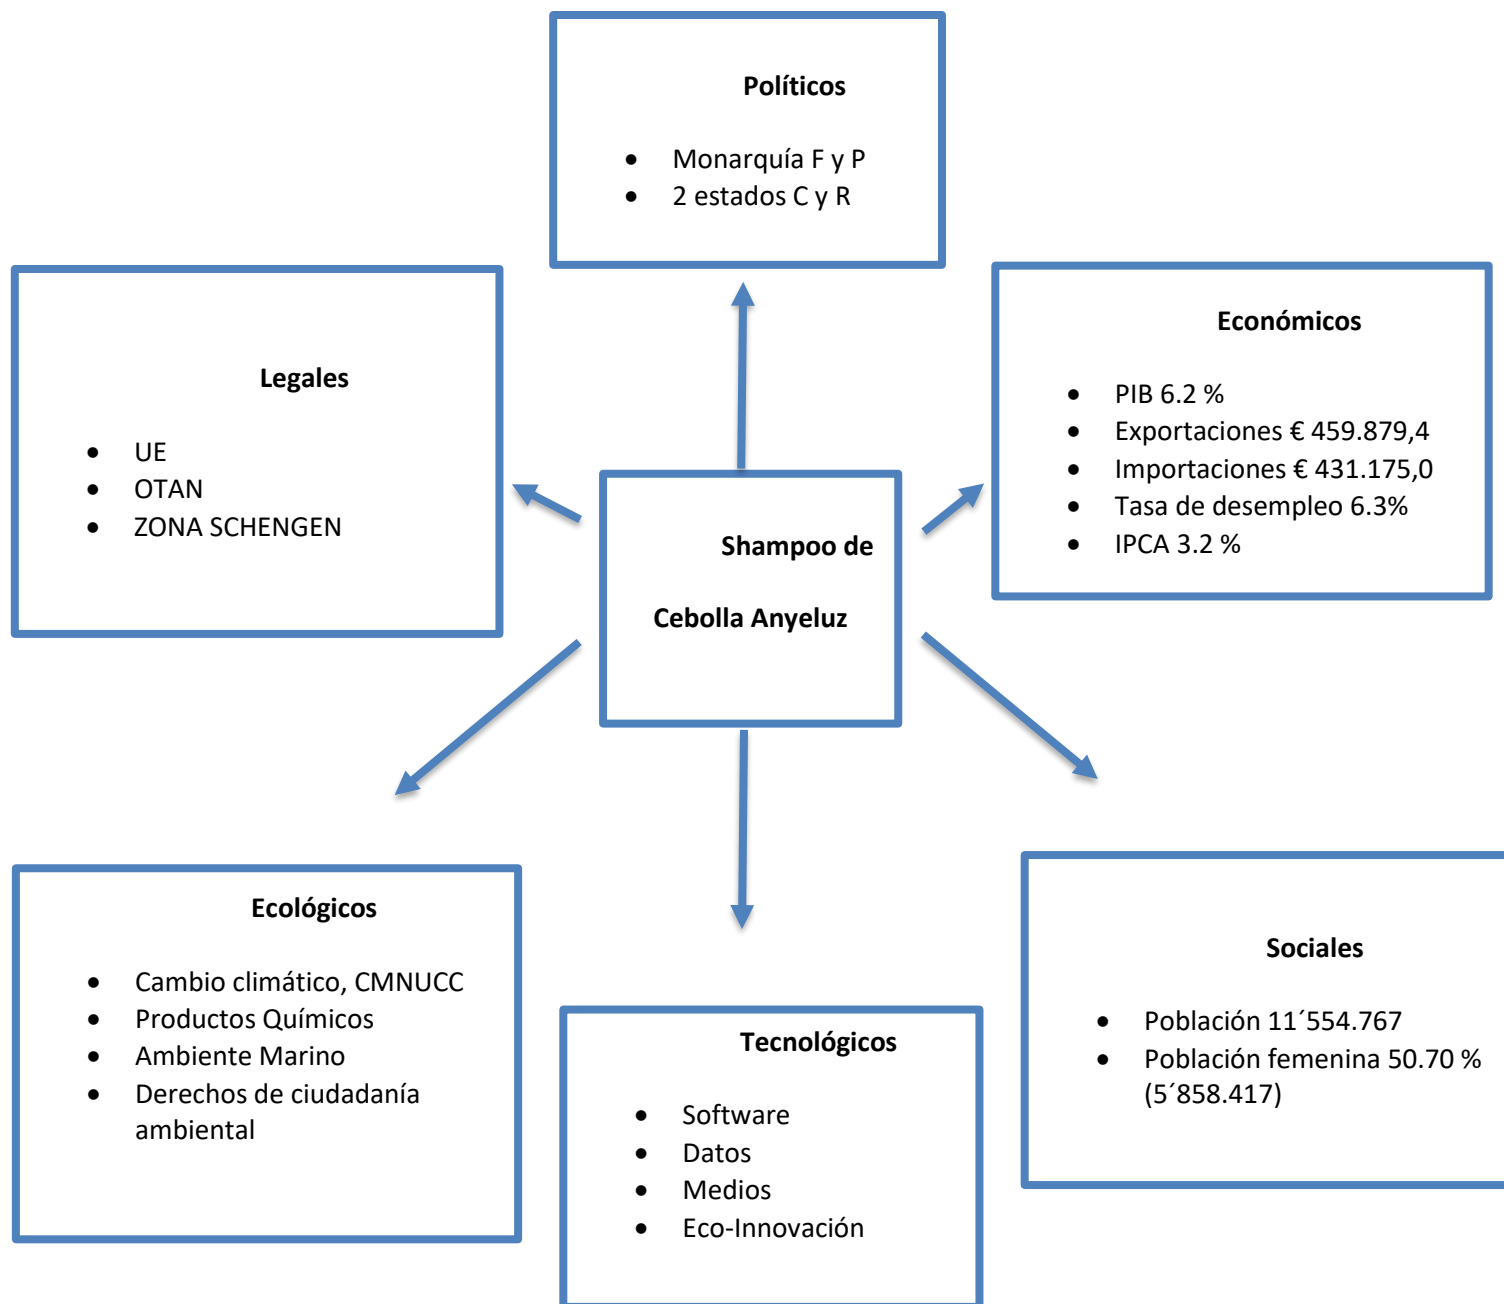 Políticos
• Monarquía F y P
• 2 estados C y R
Legales
• UE
• OTAN
• ZONA SCHENGEN
Económicos
• PIB 6.2 %
• Exportaciones € 459.879,4
• Importaciones € 431.175,0
• Tasa de desempleo 6.3%
• IPCA 3.2 %
Shampoo de
Cebolla Anyeluz
Ecológicos
• Cambio climático, CMNUCC
• Productos Químicos
• Ambiente Marino
• Derechos de ciudadanía
ambiental
Tecnológicos
• Software
• Datos
• Medios
• Eco-Innovación
Sociales
• Población 11´554.767
• Población femenina 50.70 %
(5´858.417)